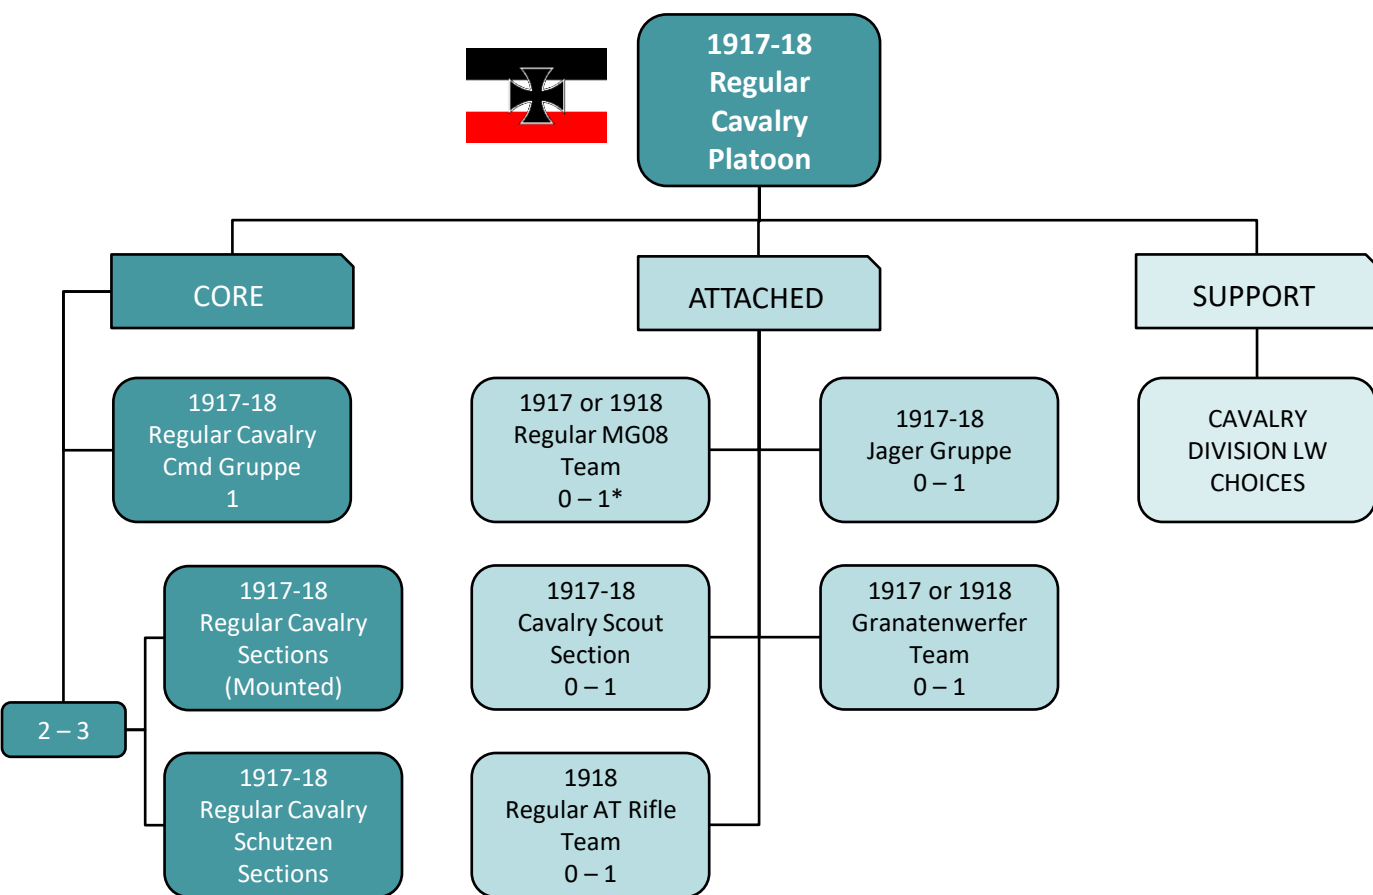 1917-18
Regular
Cavalry
Platoon
CORE
ATTACHED
SUPPORT
1917-18
Regular Cavalry
Cmd Gruppe
1
1917 or 1918
Regular MG08
Team
0 – 1*
1917-18
Jager Gruppe
0 – 1
CAVALRY
DIVISION LW
CHOICES
1917-18
Regular Cavalry
Sections
(Mounted)
1917-18
Cavalry Scout
Section
0 – 1
1917 or 1918
Granatenwerfer
Team
0 – 1
2 – 3
1917-18
Regular Cavalry
Schutzen
Sections
1918
Regular AT Rifle
Team
0 – 1